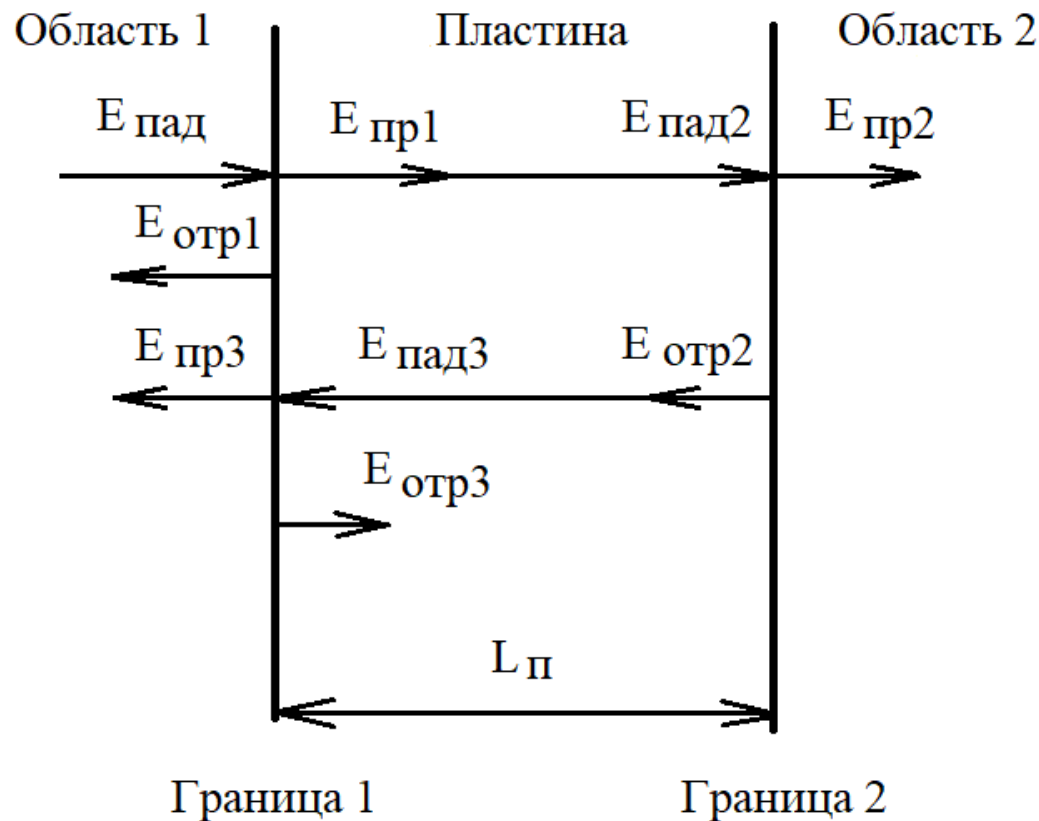 Область 1 Пластина Область 2
E пад E пр1 E пад2 E пр2
E отр1
E пр3 E пад3 E отр2
E отр3
L п
Граница 1 Граница 2